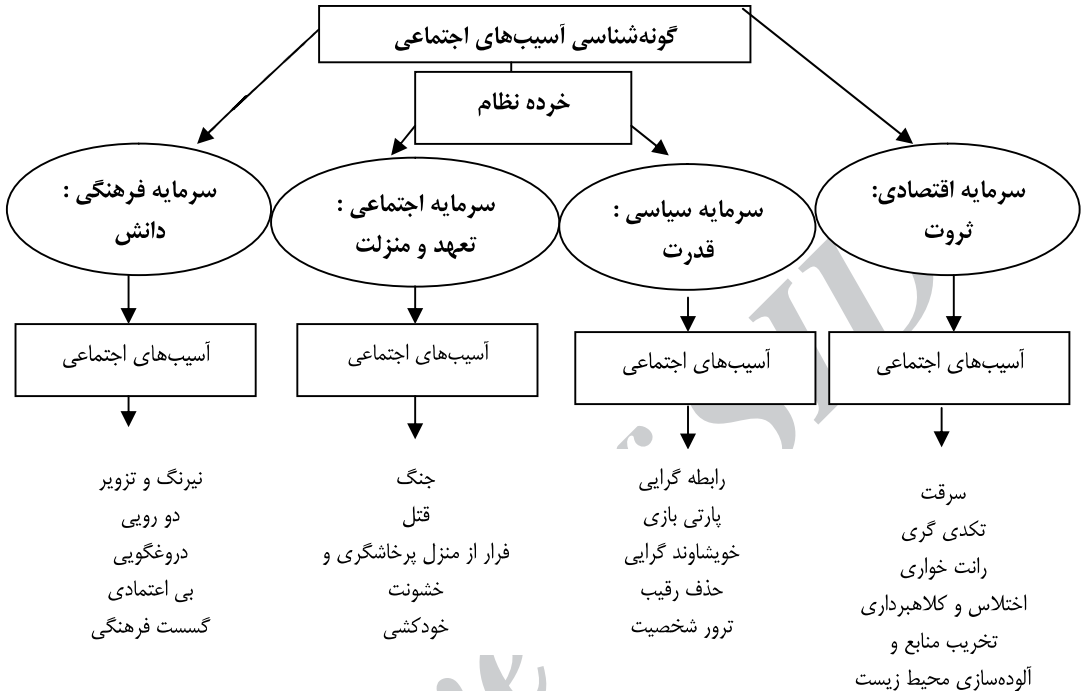 گونه‌شناسی آسیب‌های اجتماعی
خرده نظام
سرمایه اقتصادی:
ثروت
سرمایه سیاسی :
قدرت
سرمایه اجتماعی :
تعهد و منزلت
سرمایه فرهنگی :
دانش
آسیب‌های اجتماعی
آسیب‌های اجتماعی
آسیب‌های اجتماعی
آسیب‌های اجتماعی
سرقت
تکدی گری
رانت خواری
اختلاس و کلاهبرداری
تخریب منابع و
آلوده‌سازی محیط زیست
رابطه گرایی
پارتی بازی
خویشاوند گرایی
حذف رقیب
ترور شخصیت
جنگ
قتل
فرار از منزل پرخاشگری و
خشونت
خودکشی
نیرنگ و تزویر
دو رویی
دروغگویی
بی اعتمادی
گسست فرهنگی